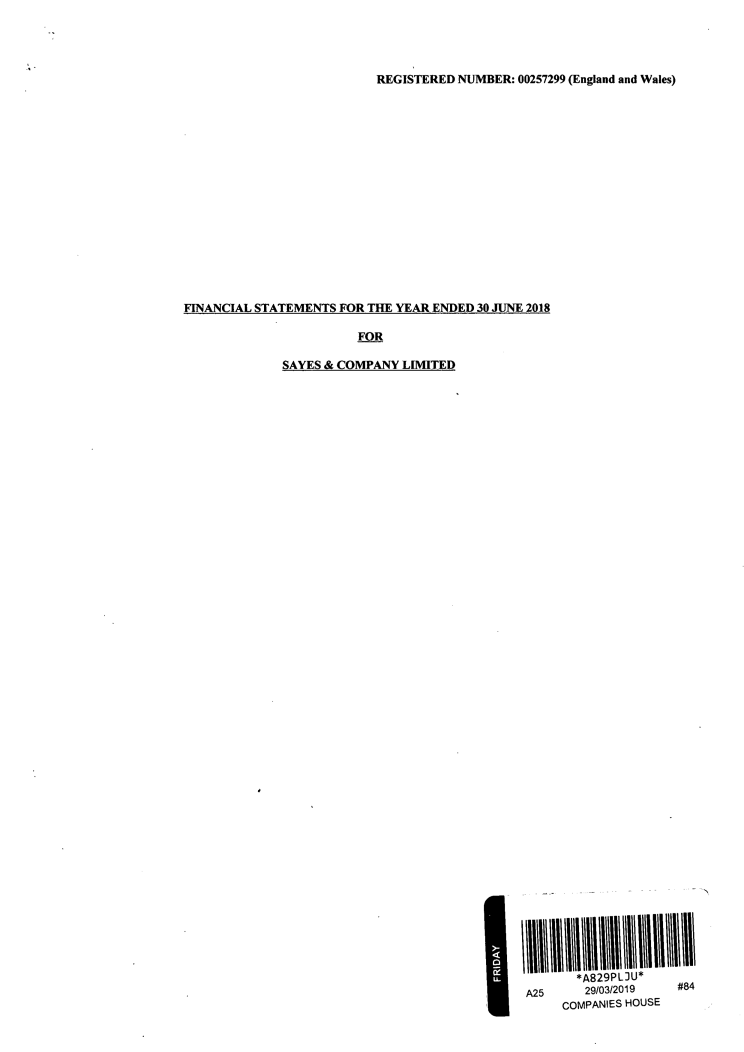 REGISTERED NUMBER: 00257299 (England and Wales)
FINANCIAL STATEMENTS FOR THE YEAR ENDED 30 JUNE 2018
FOR
SAYES & COMPANY LIMITED
FRIDAY
*A829PLJU*
A25 29/03/2019 #84
COMPANIES HOUSE